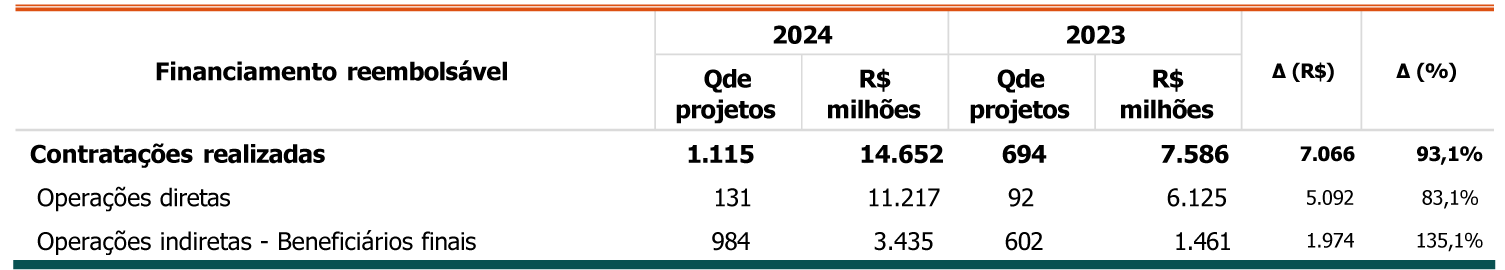 2024 2023
Financiamento reembolsável Δ (R$) Δ (%)
Qde R$ Qde R$
projetos milhões projetos milhões
Contratações realizadas 1.115 14.652 694 7.586 7.066 93,1%
Operações diretas 131 11.217 92 6.125 5.092 83,1%
Operações indiretas - Beneficiários finais 984 3.435 602 1.461 1.974 135,1%